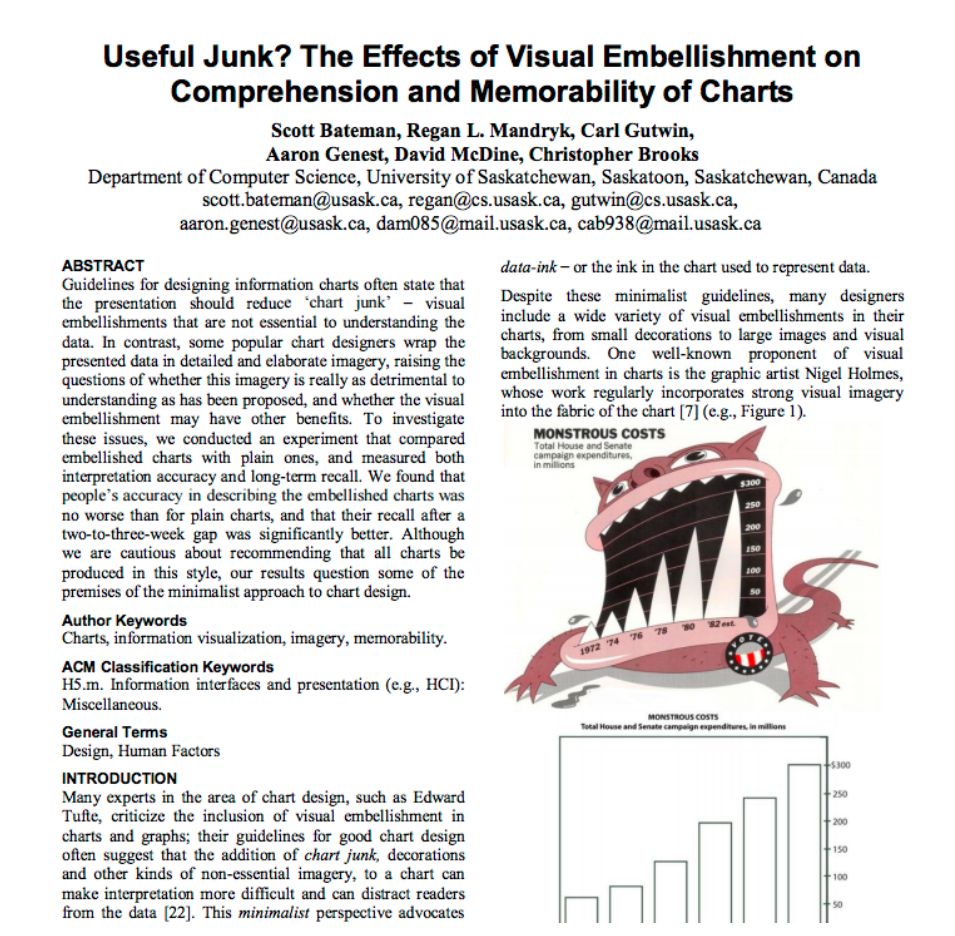 Useful Junk? The Effects of Visual Embellishment on
Comprehension and Memorability of Charts
Scott Bateman, Regan L. Mandryk, Carl Gutwin,
Aaron Genest, David McDine, Christopher Brooks
Department of Computer Science, University of Saskatchewan, Saskatoon, Saskatchewan, Canada
scott.bateman@usask.ca, regan@cs.usask.ca, gutwin@cs.usask.ca,
aaron.genest@usask.ca, dam085@mail.usask.ca, cab938@mail.usask.ca
ABSTRACT
Guidelines for designing information charts often state that
the presentation should reduce ‘chart junk’ – visual
embellishments that are not essential to understanding the
data. In contrast, some popular chart designers wrap the
presented data in detailed and elaborate imagery, raising the
questions of whether this imagery is really as detrimental to
understanding as has been proposed, and whether the visual
embellishment may have other benefits. To investigate
these issues, we conducted an experiment that compared
embellished charts with plain ones, and measured both
interpretation accuracy and long-term recall. We found that
people’s accuracy in describing the embellished charts was
no worse than for plain charts, and that their recall after a
two-to-three-week gap was significantly better. Although
we are cautious about recommending that all charts be
produced in this style, our results question some of the
premises of the minimalist approach to chart design.
Author Keywords
Charts, information visualization, imagery, memorability.
ACM Classification Keywords
H5.m. Information interfaces and presentation (e.g., HCI):
Miscellaneous.
General Terms
Design, Human Factors
INTRODUCTION
Many experts in the area of chart design, such as Edward
Tufte, criticize the inclusion of visual embellishment in
charts and graphs; their guidelines for good chart design
often suggest that the addition of chart junk, decorations
and other kinds of non-essential imagery, to a chart can
make interpretation more difficult and can distract readers
from the data [22]. This minimalist perspective advocates
data-ink – or the ink in the chart used to represent data.
Despite these minimalist guidelines, many designers
include a wide variety of visual embellishments in their
charts, from small decorations to large images and visual
backgrounds. One well-known proponent of visual
embellishment in charts is the graphic artist Nigel Holmes,
whose work regularly incorporates strong visual imagery
into the fabric of the chart [7] (e.g., Figure 1).
MONSTROUS COSTS
Total House and Senate
campaign expenditures,
in millions
$300
250
200
150
100
50
1972 '74 '76 '78 '80 '82 est.
VOTE
MONSTROUS COSTS
Total House and Senate campaign expenditures, in millions
$300
250
200
150
100
50